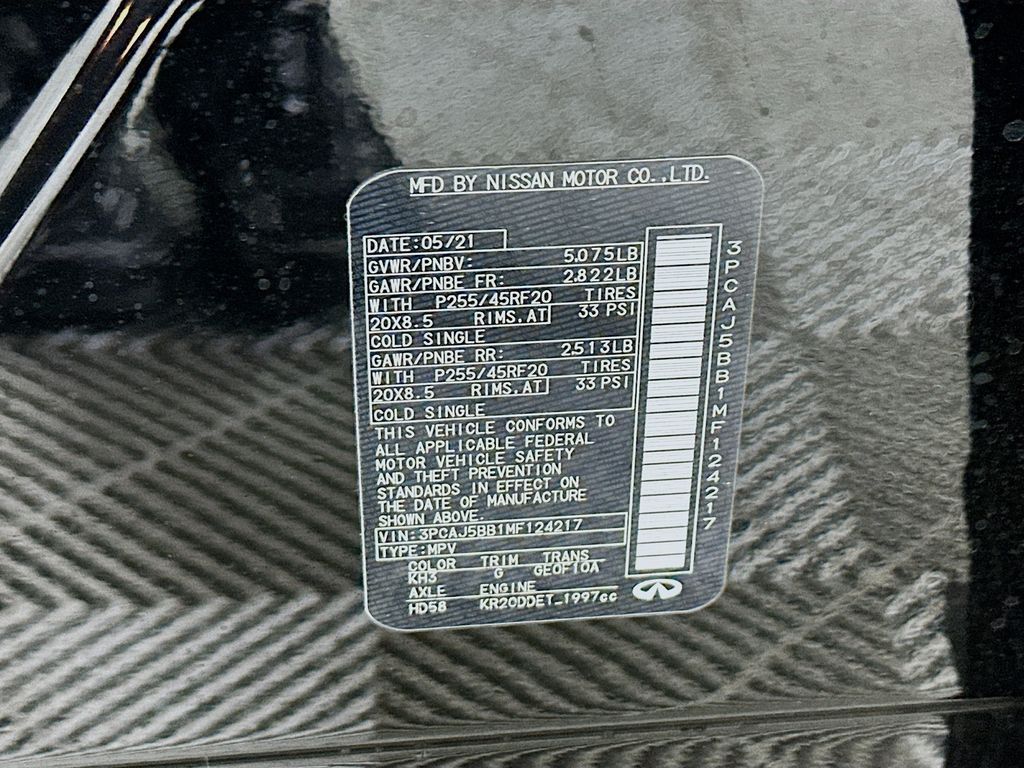 MFD BY NISSAN MOTOR CO.,LTD.
DATE:05/21
GVWR/PNBV: 5.075LB
GAWR/PNBE FR: 2.822LB
WITH P255/45RF20 TIRES
20X8.5 RIMS.AT 33 PSI
COLD SINGLE
GAWR/PNBE RR: 2.513LB
WITH P255/45RF20 TIRES
20X8.5 RIMS.AT 33 PSI
COLD SINGLE
THIS VEHICLE CONFORMS TO
ALL APPLICABLE FEDERAL
MOTOR VEHICLE SAFETY
AND THEFT PREVENTION
STANDARDS IN EFFECT ON
THE DATE OF MANUFACTURE
SHOWN ABOVE.
VIN:3PCAJ5BB1MF124217
TYPE:MPV
COLOR TRIM TRANS
KH3 G GE0F10A
AXLE ENGINE
HD58 KR20DDET_1997cc
3PCAJ5BB1MF124217